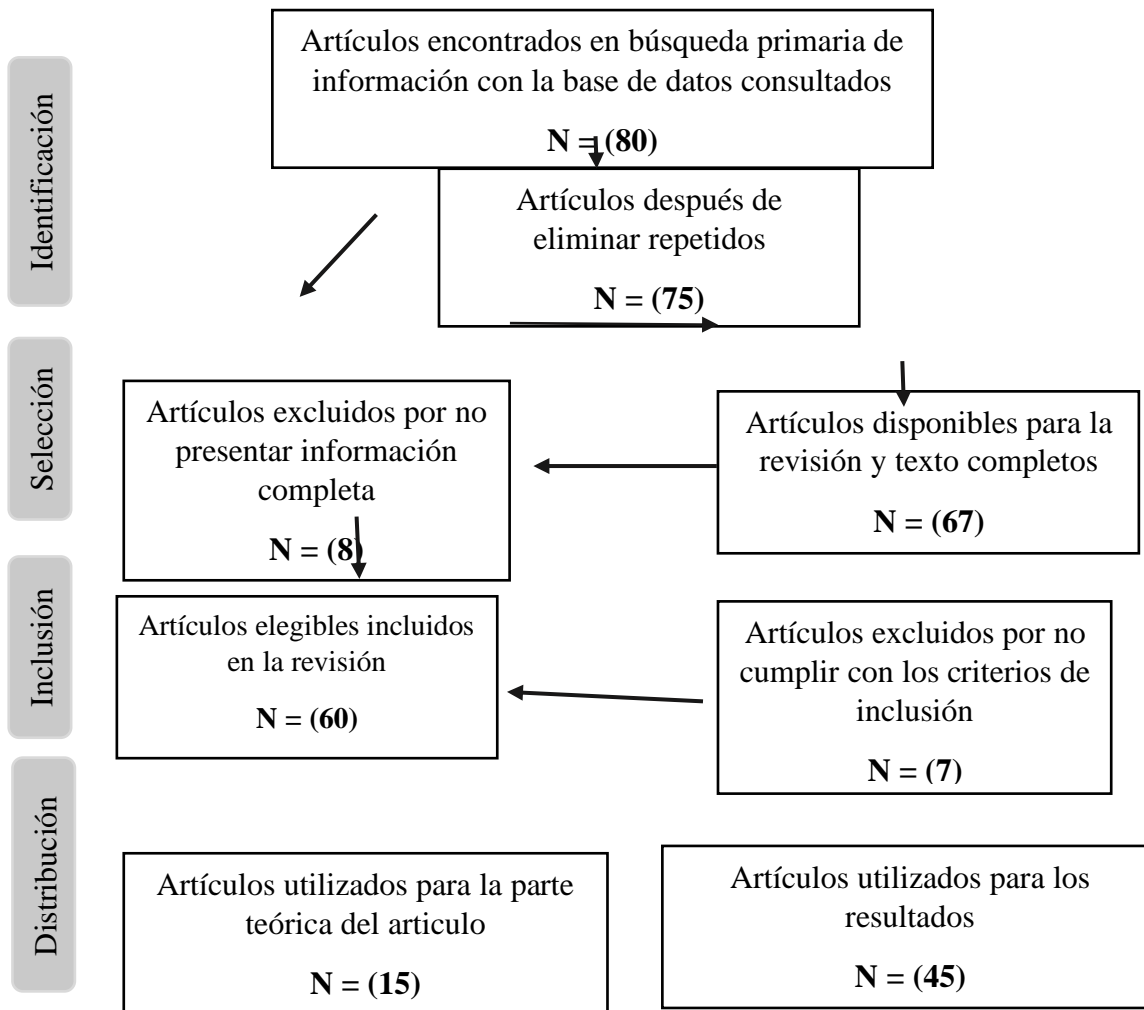 Identificación
Artículos encontrados en búsqueda primaria de
información con la base de datos consultados
N = (80)
Artículos después de
eliminar repetidos
N = (75)
Selección
Artículos excluidos por no
presentar información
completa
N = (8)
Artículos disponibles para la
revisión y texto completos
N = (67)
Inclusión
Artículos elegibles incluidos
en la revisión
N = (60)
Artículos excluidos por no
cumplir con los criterios de
inclusión
N = (7)
Distribución
Artículos utilizados para la parte
teórica del articulo
N = (15)
Artículos utilizados para los
resultados
N = (45)